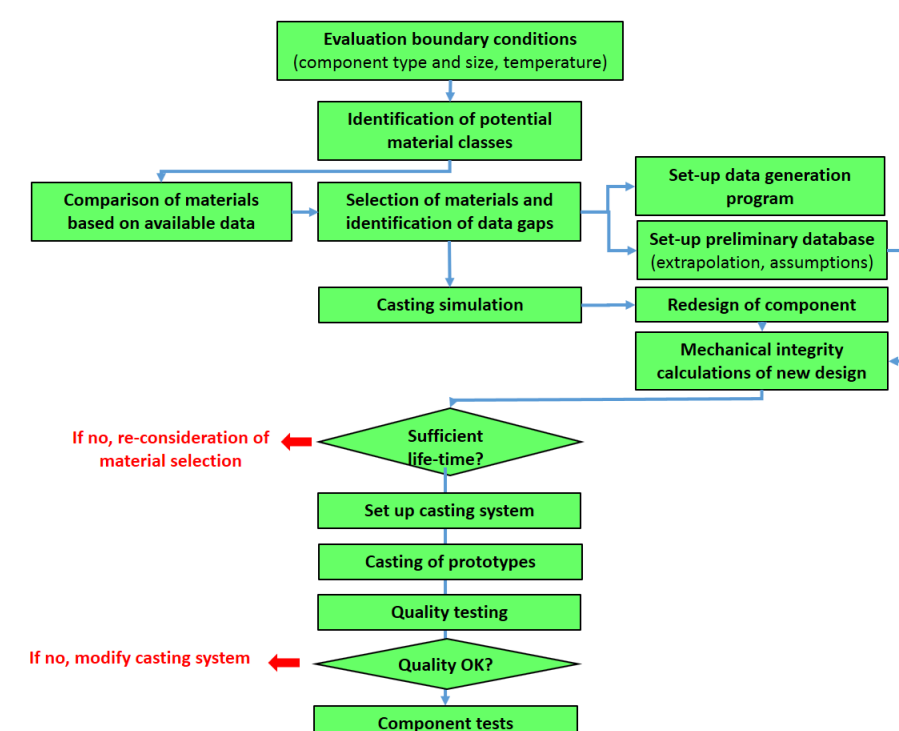 Evaluation boundary conditions
(component type and size, temperature)
Identification of potential
material classes
Comparison of materials
based on available data
Selection of materials and
identification of data gaps
Set-up data generation
program
Set-up preliminary database
(extrapolation, assumptions)
Casting simulation
Redesign of component
Mechanical integrity
calculations of new design
If no, re-consideration of
material selection
Sufficient
life-time?
Set up casting system
Casting of prototypes
Quality testing
If no, modify casting system
Quality OK?
Component tests